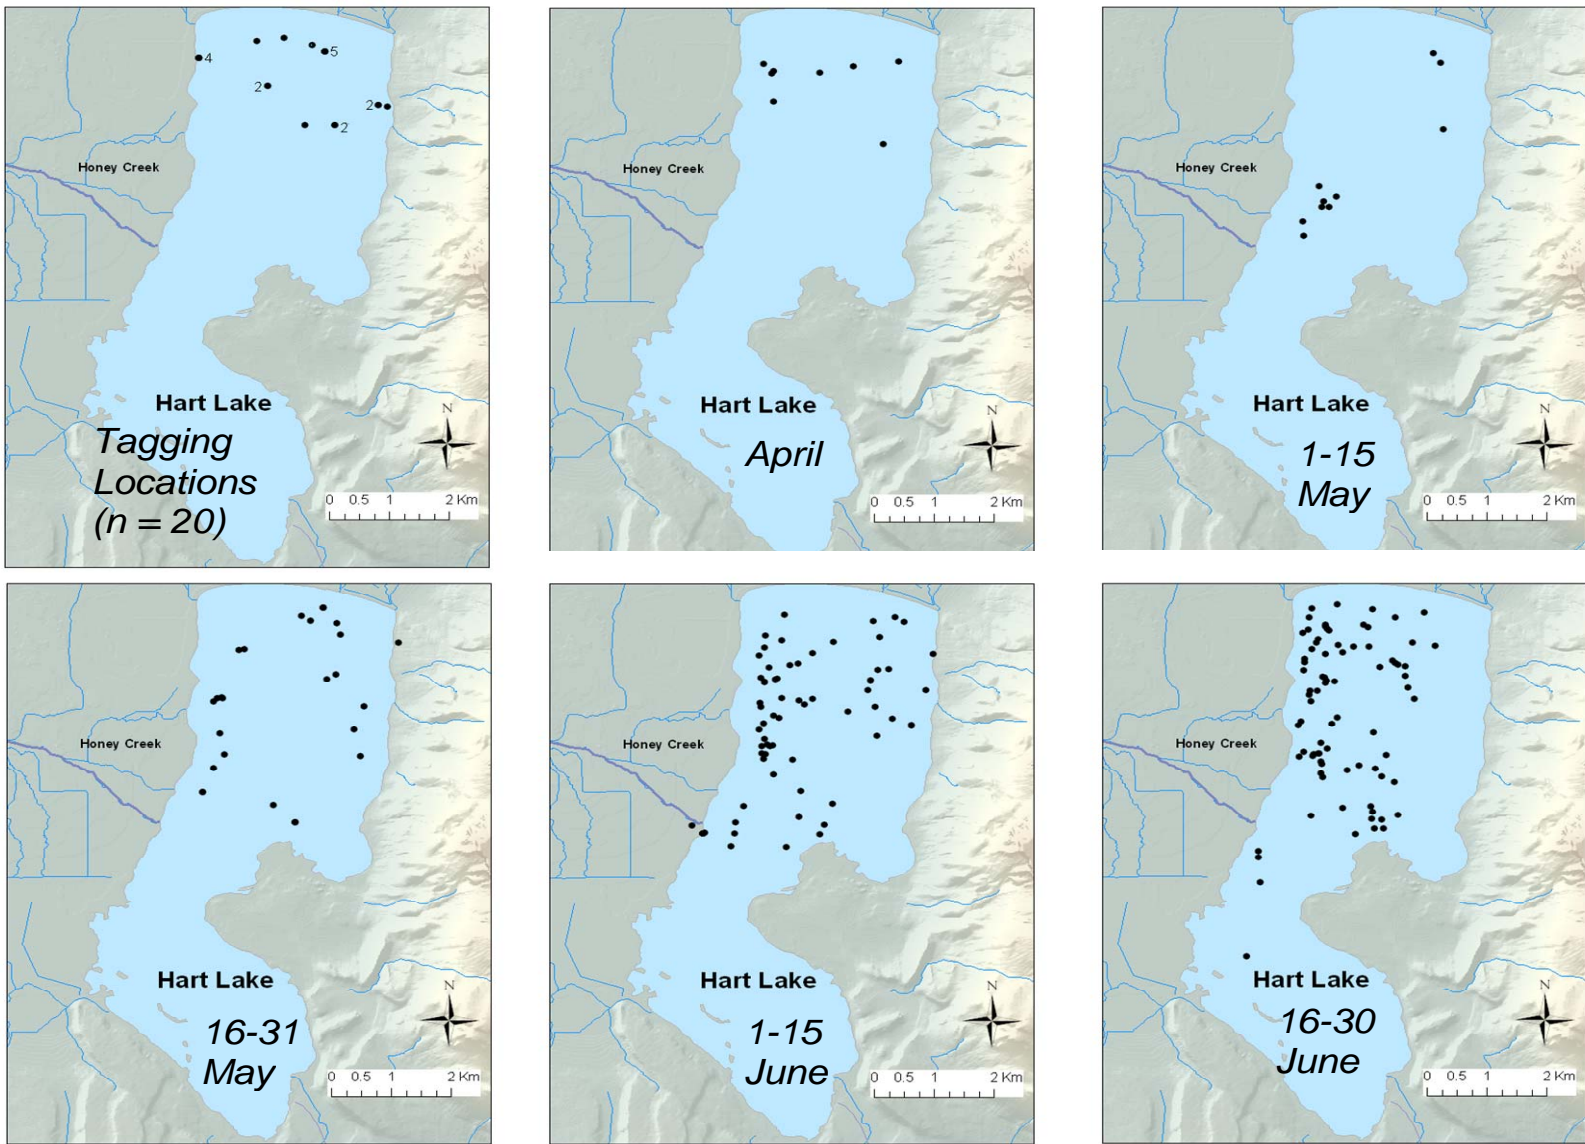 4
5
2
2
2
Honey Creek
Hart Lake
Tagging
Locations
(n = 20)
N
0 0.5 1 2 Km
Honey Creek
Hart Lake
April
N
0 0.5 1 2 Km
Honey Creek
Hart Lake
1-15
May
N
0 0.5 1 2 Km
Honey Creek
Hart Lake
16-31
May
N
0 0.5 1 2 Km
Honey Creek
Hart Lake
1-15
June
N
0 0.5 1 2 Km
Honey Creek
Hart Lake
16-30
June
N
0 0.5 1 2 Km